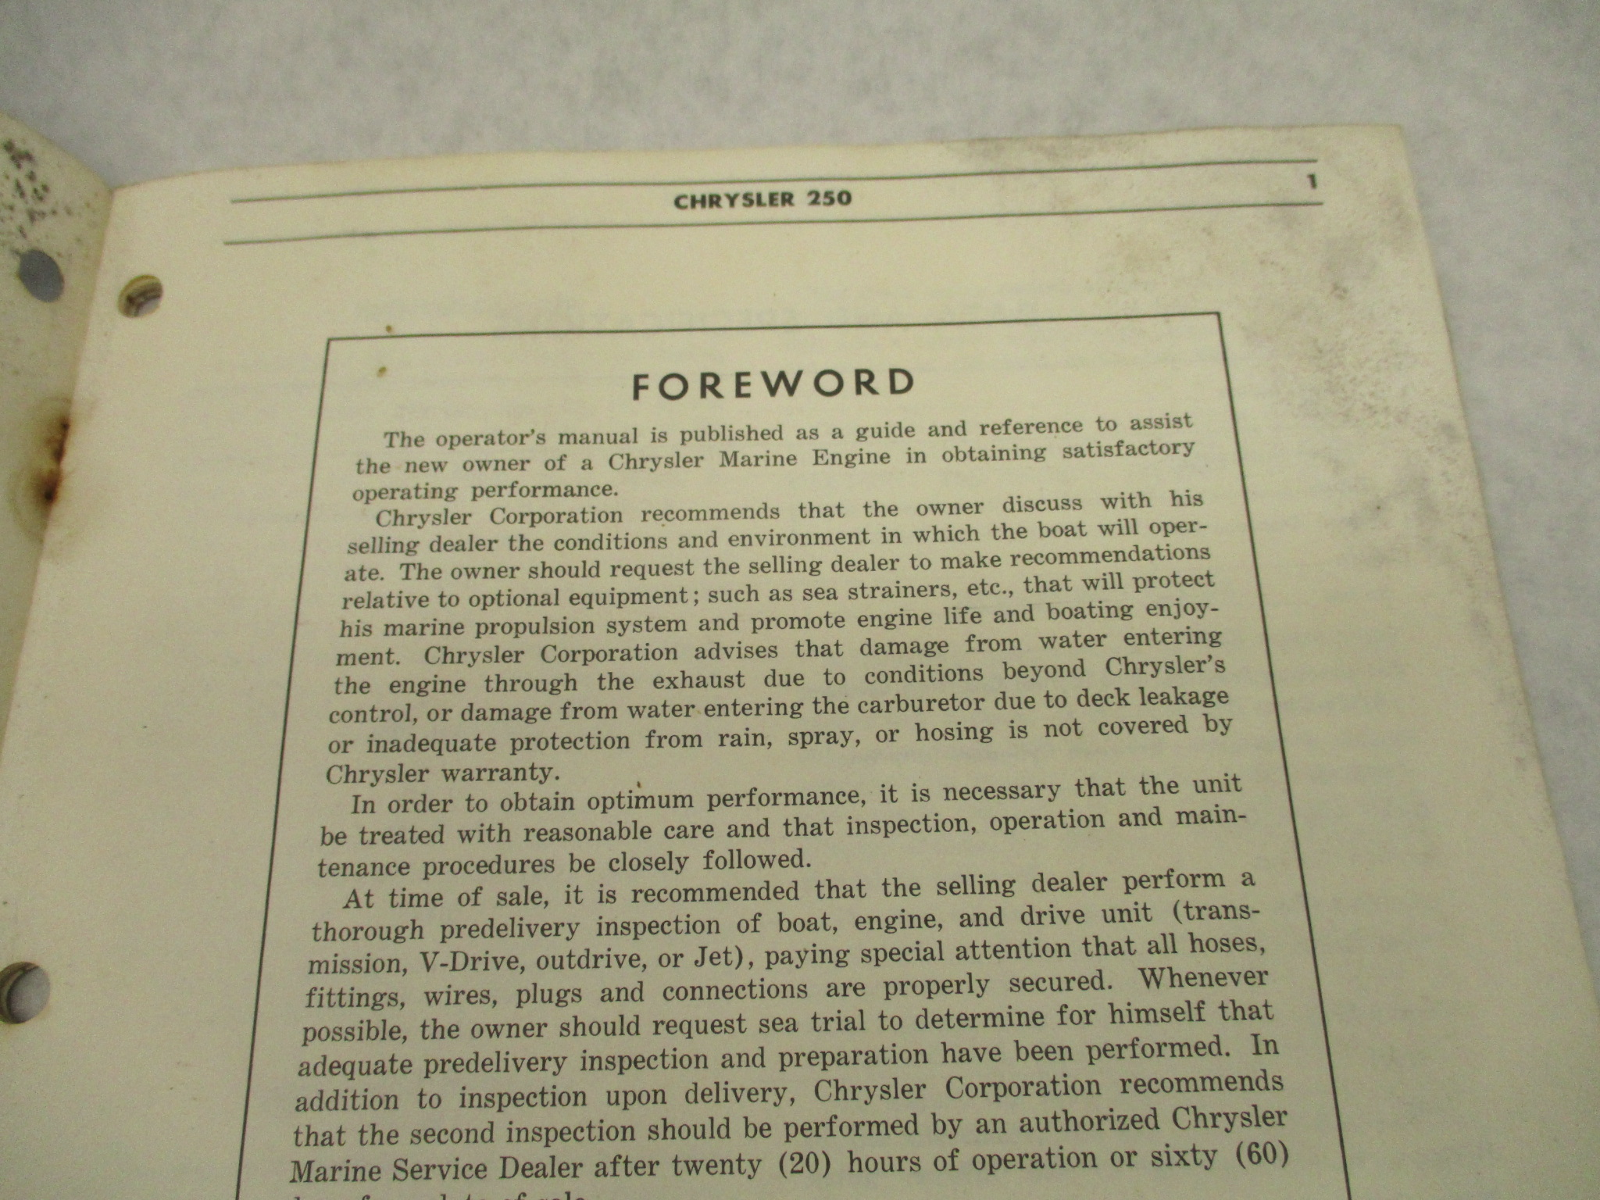 CHRYSLER 250 1
FOREWORD
The operator's manual is published as a guide and reference to assist
the new owner of a Chrysler Marine Engine in obtaining satisfactory
operating performance.
Chrysler Corporation recommends that the owner discuss with his
selling dealer the conditions and environment in which the boat will oper-
ate. The owner should request the selling dealer to make recommendations
relative to optional equipment; such as sea strainers, etc., that will protect
his marine propulsion system and promote engine life and boating enjoy-
ment. Chrysler Corporation advises that damage from water entering
the engine through the exhaust due to conditions beyond Chrysler's
control, or damage from water entering the carburetor due to deck leakage
or inadequate protection from rain, spray, or hosing is not covered by
Chrysler warranty.
In order to obtain optimum performance, it is necessary that the unit
be treated with reasonable care and that inspection, operation and main-
tenance procedures be closely followed.
At time of sale, it is recommended that the selling dealer perform a
thorough predelivery inspection of boat, engine, and drive unit (trans-
mission, V-Drive, outdrive, or Jet), paying special attention that all hoses,
fittings, wires, plugs and connections are properly secured. Whenever
possible, the owner should request sea trial to determine for himself that
adequate predelivery inspection and preparation have been performed. In
addition to inspection upon delivery, Chrysler Corporation recommends
that the second inspection should be performed by an authorized Chrysler
Marine Service Dealer after twenty (20) hours of operation or sixty (60)